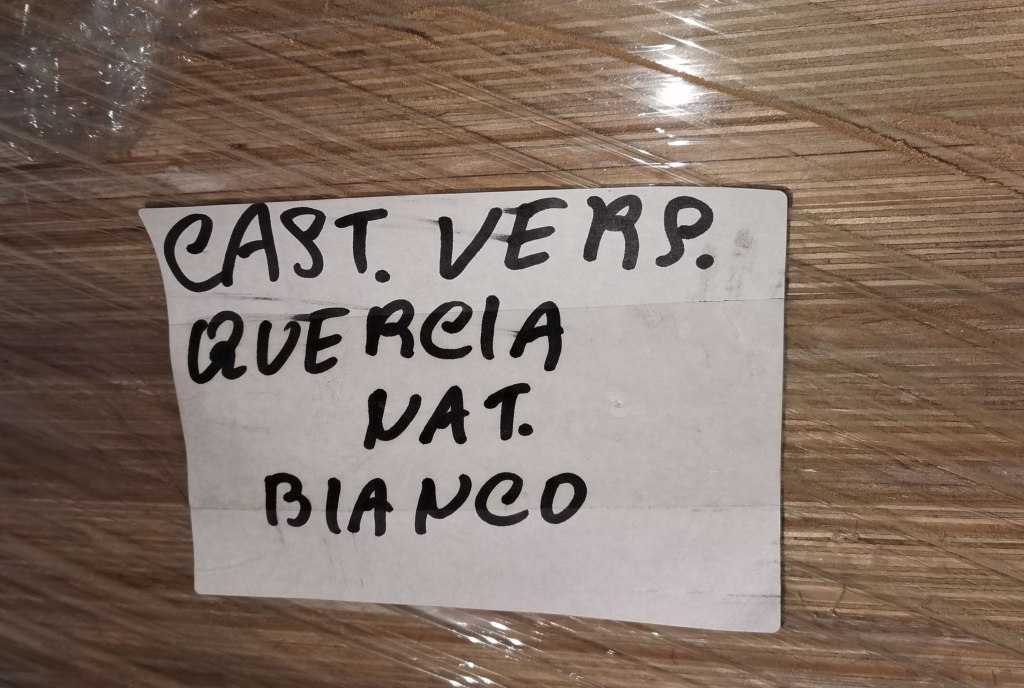 CAST. VERS.
QUERCIA
NAT.
BIANCO